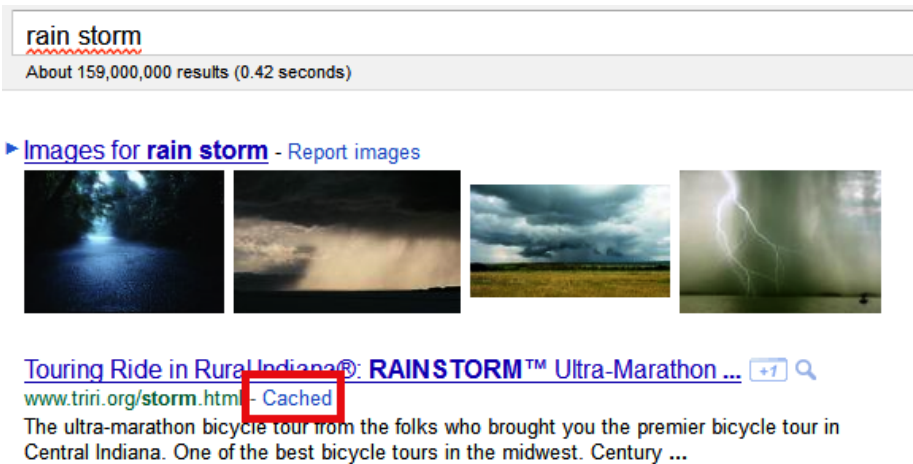 rain storm
About 159,000,000 results (0.42 seconds)
Images for rain storm - Report images
Touring Ride in Rural Indiana®: RAINSTORM™ Ultra-Marathon ... +1
www.triri.org/storm.html - Cached
The ultra-marathon bicycle tour from the folks who brought you the premier bicycle tour in
Central Indiana. One of the best bicycle tours in the midwest. Century ...